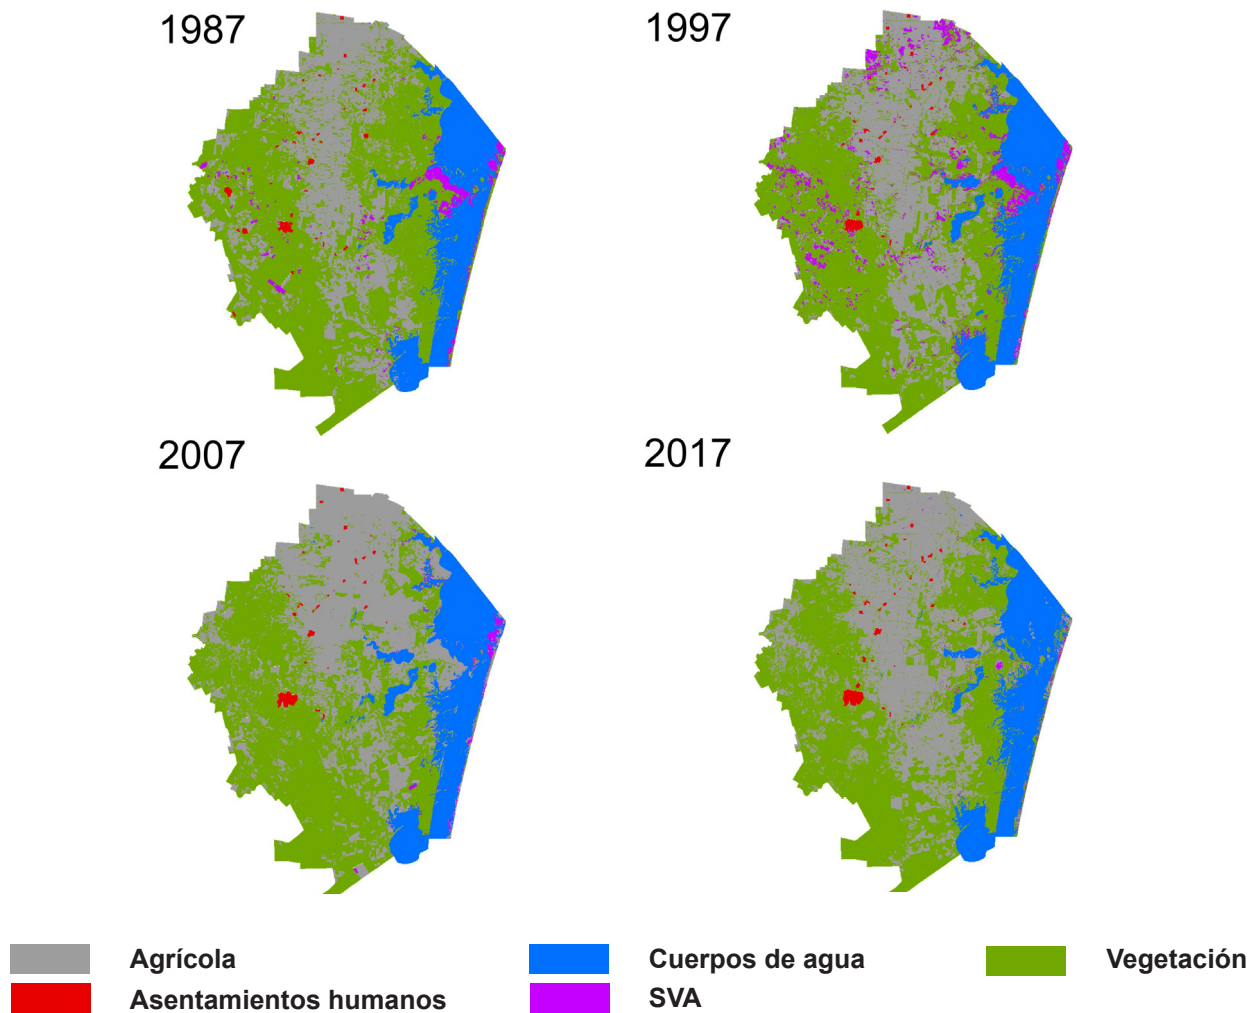 1987
1997
2007
2017
Agrícola
Cuerpos de agua
Vegetación
Asentamientos humanos
SVA